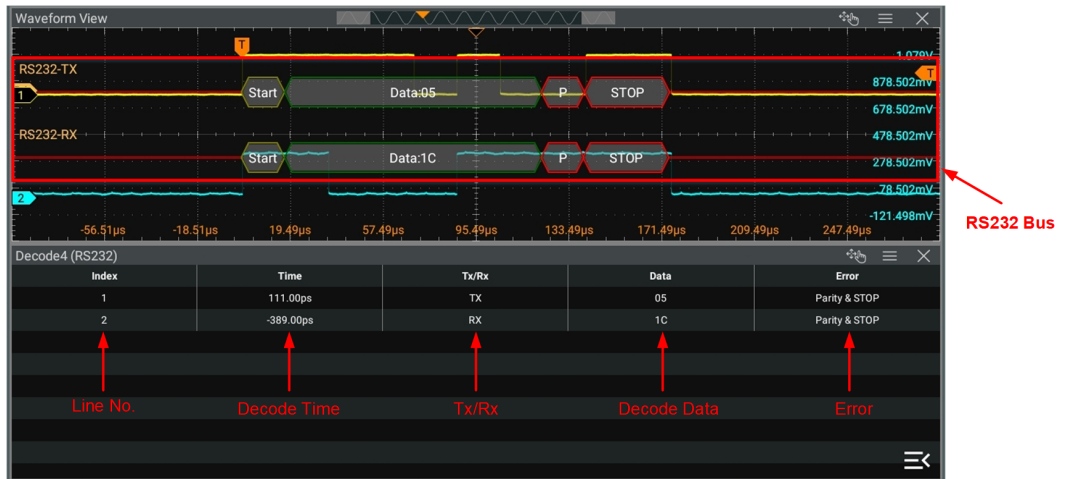 Waveform View
T
1.079V
RS232-TX
T
878.502mV
1
Start
Data:05
P
STOP
678.502mV
RS232-RX
478.502mV
Start
Data:1C
P
STOP
278.502mV
2
78.502mV
-121.498mV
RS232 Bus
-56.51µs -18.51µs 19.49µs 57.49µs 95.49µs 133.49µs 171.49µs 209.49µs 247.49µs
Decode4 (RS232)
Index Time Tx/Rx Data Error
1 111.00ps TX 05 Parity & STOP
2 -389.00ps RX 1C Parity & STOP
Line No. Decode Time Tx/Rx Decode Data Error